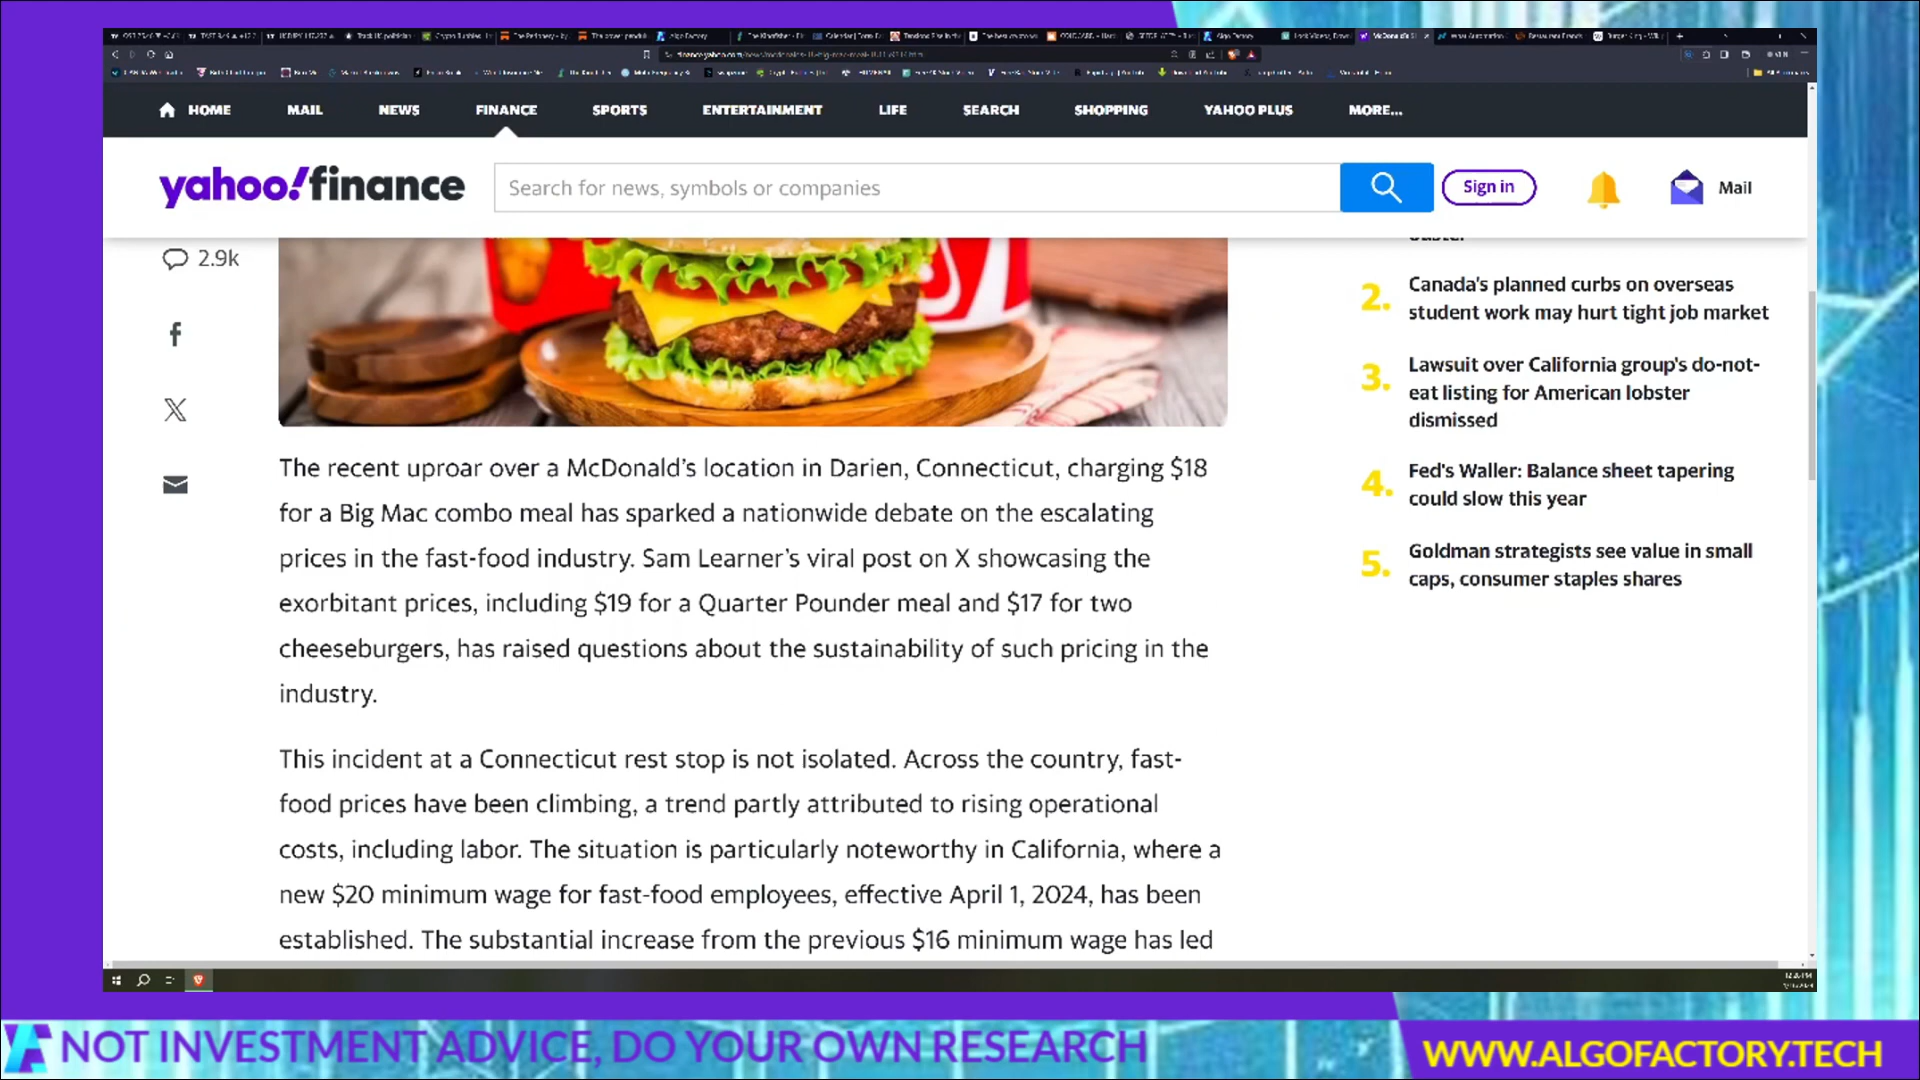 HOME MAIL NEWS FINANCE SPORTS ENTERTAINMENT LIFE SEARCH SHOPPING YAHOO PLUS MORE...
yahoo!finance
Search for news, symbols or companies
Sign in
Mail
2.9k
The recent uproar over a McDonald's location in Darien, Connecticut, charging $18
for a Big Mac combo meal has sparked a nationwide debate on the escalating
prices in the fast-food industry. Sam Learner's viral post on X showcasing the
exorbitant prices, including $19 for a Quarter Pounder meal and $17 for two
cheeseburgers, has raised questions about the sustainability of such pricing in the
industry.
This incident at a Connecticut rest stop is not isolated. Across the country, fast-
food prices have been climbing, a trend partly attributed to rising operational
costs, including labor. The situation is particularly noteworthy in California, where a
new $20 minimum wage for fast-food employees, effective April 1, 2024, has been
established. The substantial increase from the previous $16 minimum wage has led
2. Canada's planned curbs on overseas
student work may hurt tight job market
3. Lawsuit over California group's do-not-
eat listing for American lobster
dismissed
4. Fed's Waller: Balance sheet tapering
could slow this year
5. Goldman strategists see value in small
caps, consumer staples shares
NOT INVESTMENT ADVICE, DO YOUR OWN RESEARCH
WWW.ALGOFACTORY.TECH